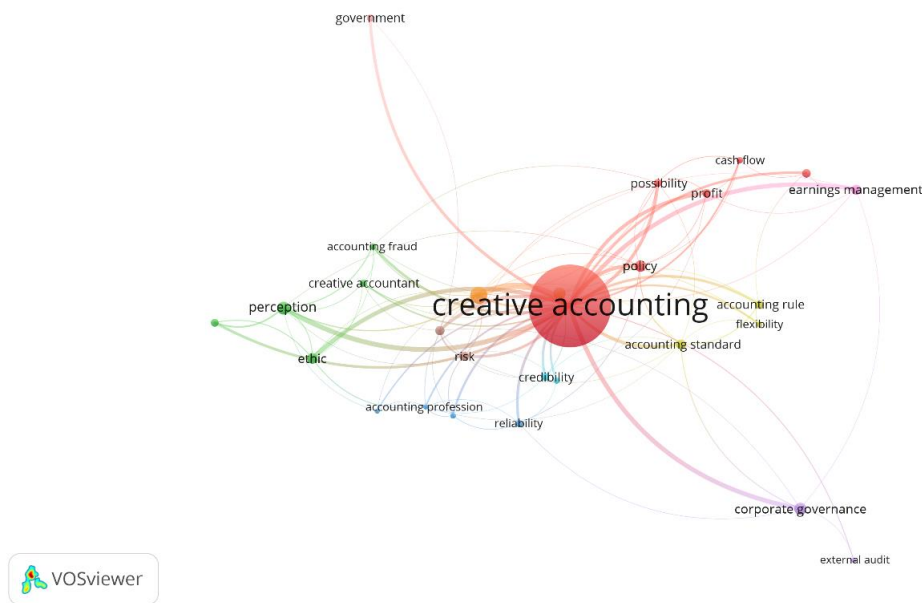 government
cash flow
possibility
profit
earnings management
accounting fraud
policy
creative accountant
creative accounting
perception
accounting rule
flexibility
accounting standard
ethic
risk
credibility
accounting profession
reliability
corporate governance
external audit
VOSviewer